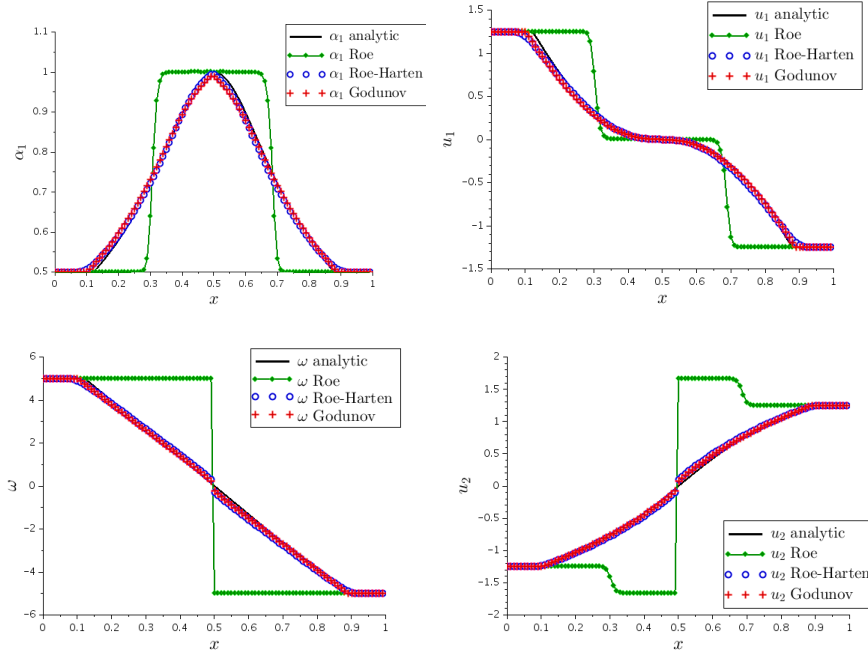 1.1
1
0.9
0.8
0.7
0.6
0.5
α₁
0 0.1 0.2 0.3 0.4 0.5 0.6 0.7 0.8 0.9 1
x
α₁ analytic
α₁ Roe
α₁ Roe-Harten
α₁ Godunov
1.5
1
0.5
0
−0.5
−1
−1.5
u₁
0 0.1 0.2 0.3 0.4 0.5 0.6 0.7 0.8 0.9 1
x
u₁ analytic
u₁ Roe
u₁ Roe-Harten
u₁ Godunov
6
4
2
0
−2
−4
−6
ω
0 0.1 0.2 0.3 0.4 0.5 0.6 0.7 0.8 0.9 1
x
ω analytic
ω Roe
ω Roe-Harten
ω Godunov
2
1.5
1
0.5
0
−0.5
−1
−1.5
−2
u₂
0 0.1 0.2 0.3 0.4 0.5 0.6 0.7 0.8 0.9 1
x
u₂ analytic
u₂ Roe
u₂ Roe-Harten
u₂ Godunov